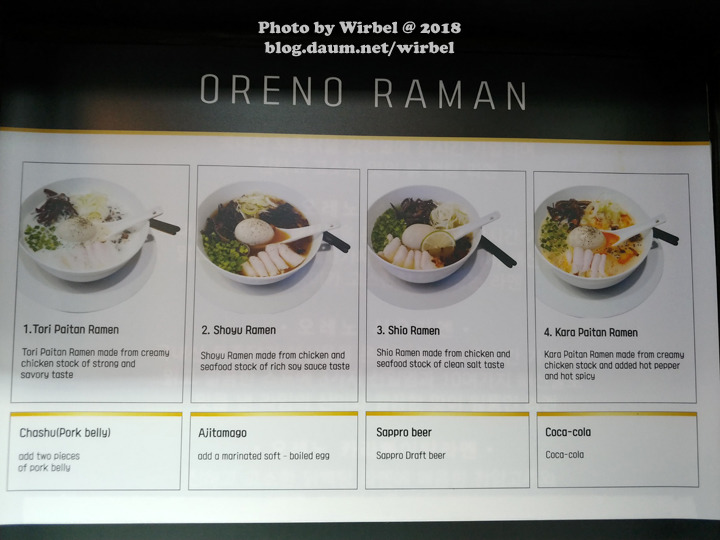 Photo by Wirbel @ 2018
blog.daum.net/wirbel
ORENO RAMAN
1.Tori Paitan Ramen
Tori Paitan Ramen made from creamy
chicken stock of strong and
savory taste
2. Shoyu Ramen
Shoyu Ramen made from chicken and
seafood stock of rich soy sauce taste
3. Shio Ramen
Shio Ramen made from chicken and
seafood stock of clean salt taste
4. Kara Paitan Ramen
Kara Paitan Ramen made from creamy
chicken stock and added hot pepper
and hot spicy
Chashu(Pork belly)
add two pieces
of pork belly
Ajitamago
add a marinated soft - boiled egg
Sappro beer
Sappro Draft beer
Coca-cola
Coca-cola